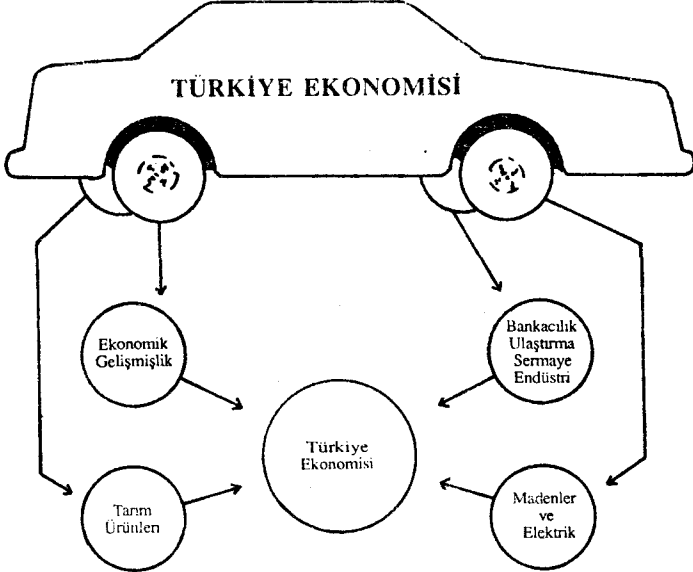 TÜRKİYE EKONOMİSİ
Ekonomik
Gelişmişlik
Bankacılık
Ulaştırma
Sermaye
Endüstri
Türkiye
Ekonomisi
Tarım
Ürünleri
Madenler
ve
Elektrik